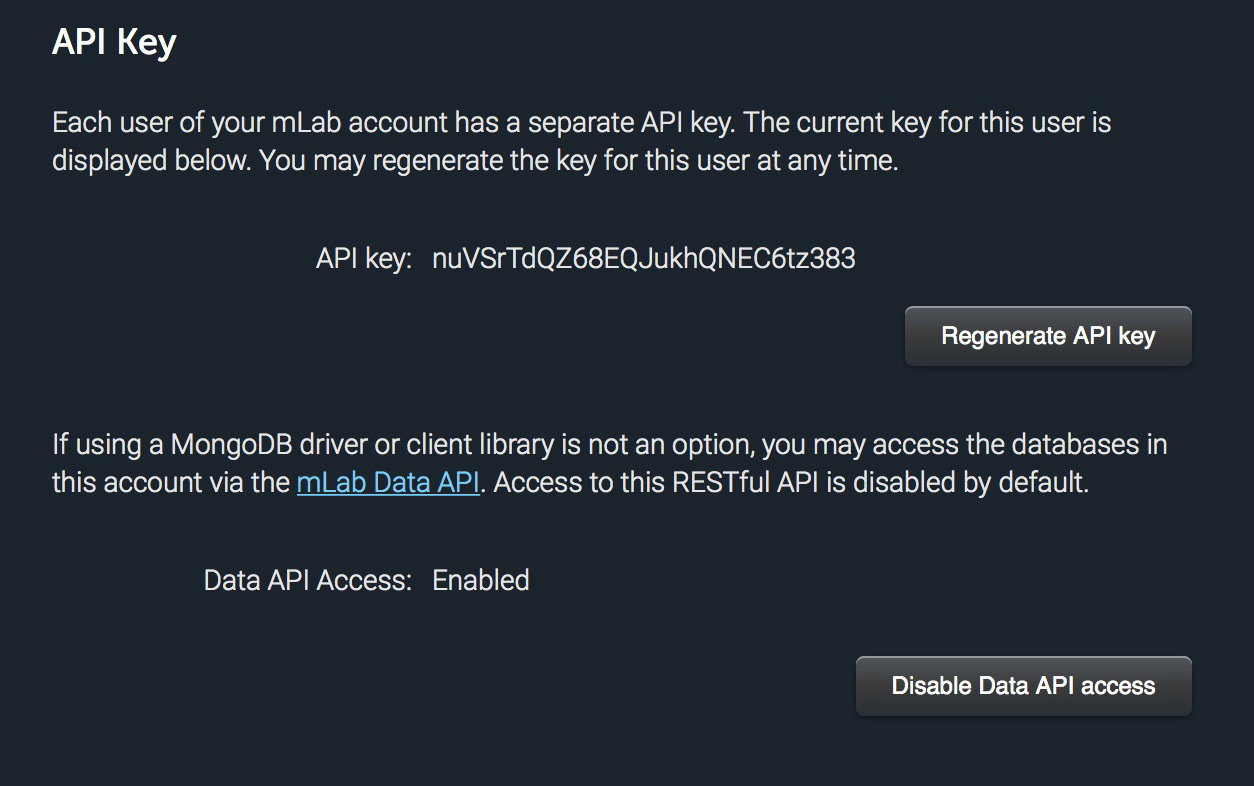 API Key
Each user of your mLab account has a separate API key. The current key for this user is
displayed below. You may regenerate the key for this user at any time.
API key: nuVSrTdQZ68EQJukhQNEC6tz383
Regenerate API key
If using a MongoDB driver or client library is not an option, you may access the databases in
this account via the mLab Data API. Access to this RESTful API is disabled by default.
Data API Access: Enabled
Disable Data API access